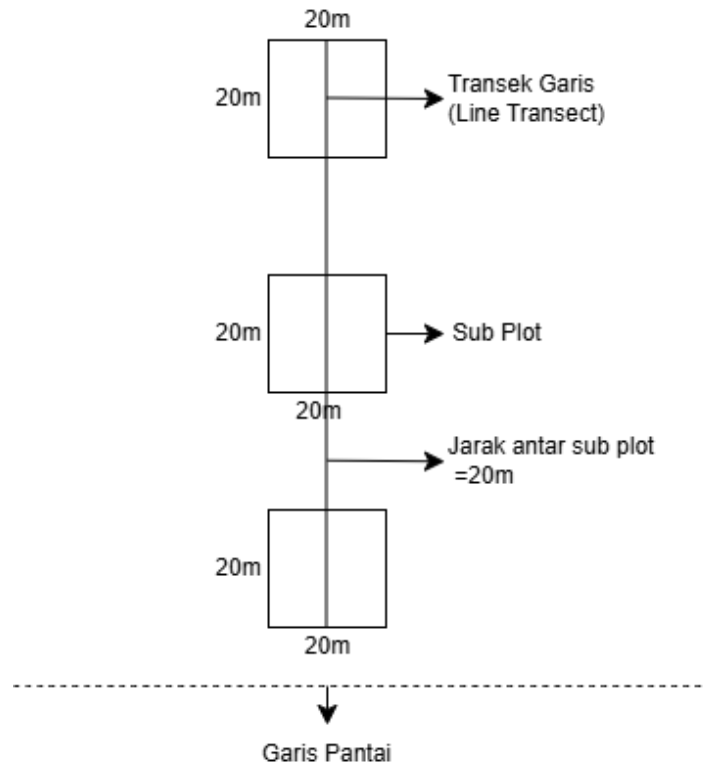 20m
20m
Transek Garis
(Line Transect)
20m
Sub Plot
20m
Jarak antar sub plot
=20m
20m
20m
Garis Pantai